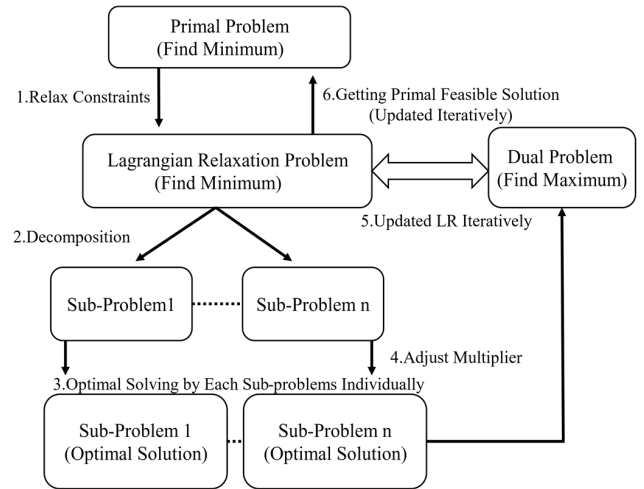 Primal Problem
(Find Minimum)
1.Relax Constraints
6.Getting Primal Feasible Solution
(Updated Iteratively)
Lagrangian Relaxation Problem
(Find Minimum)
Dual Problem
(Find Maximum)
5.Updated LR Iteratively
2.Decomposition
Sub-Problem1
Sub-Problem n
4.Adjust Multiplier
3.Optimal Solving by Each Sub-problems Individually
Sub-Problem 1
(Optimal Solution)
Sub-Problem n
(Optimal Solution)